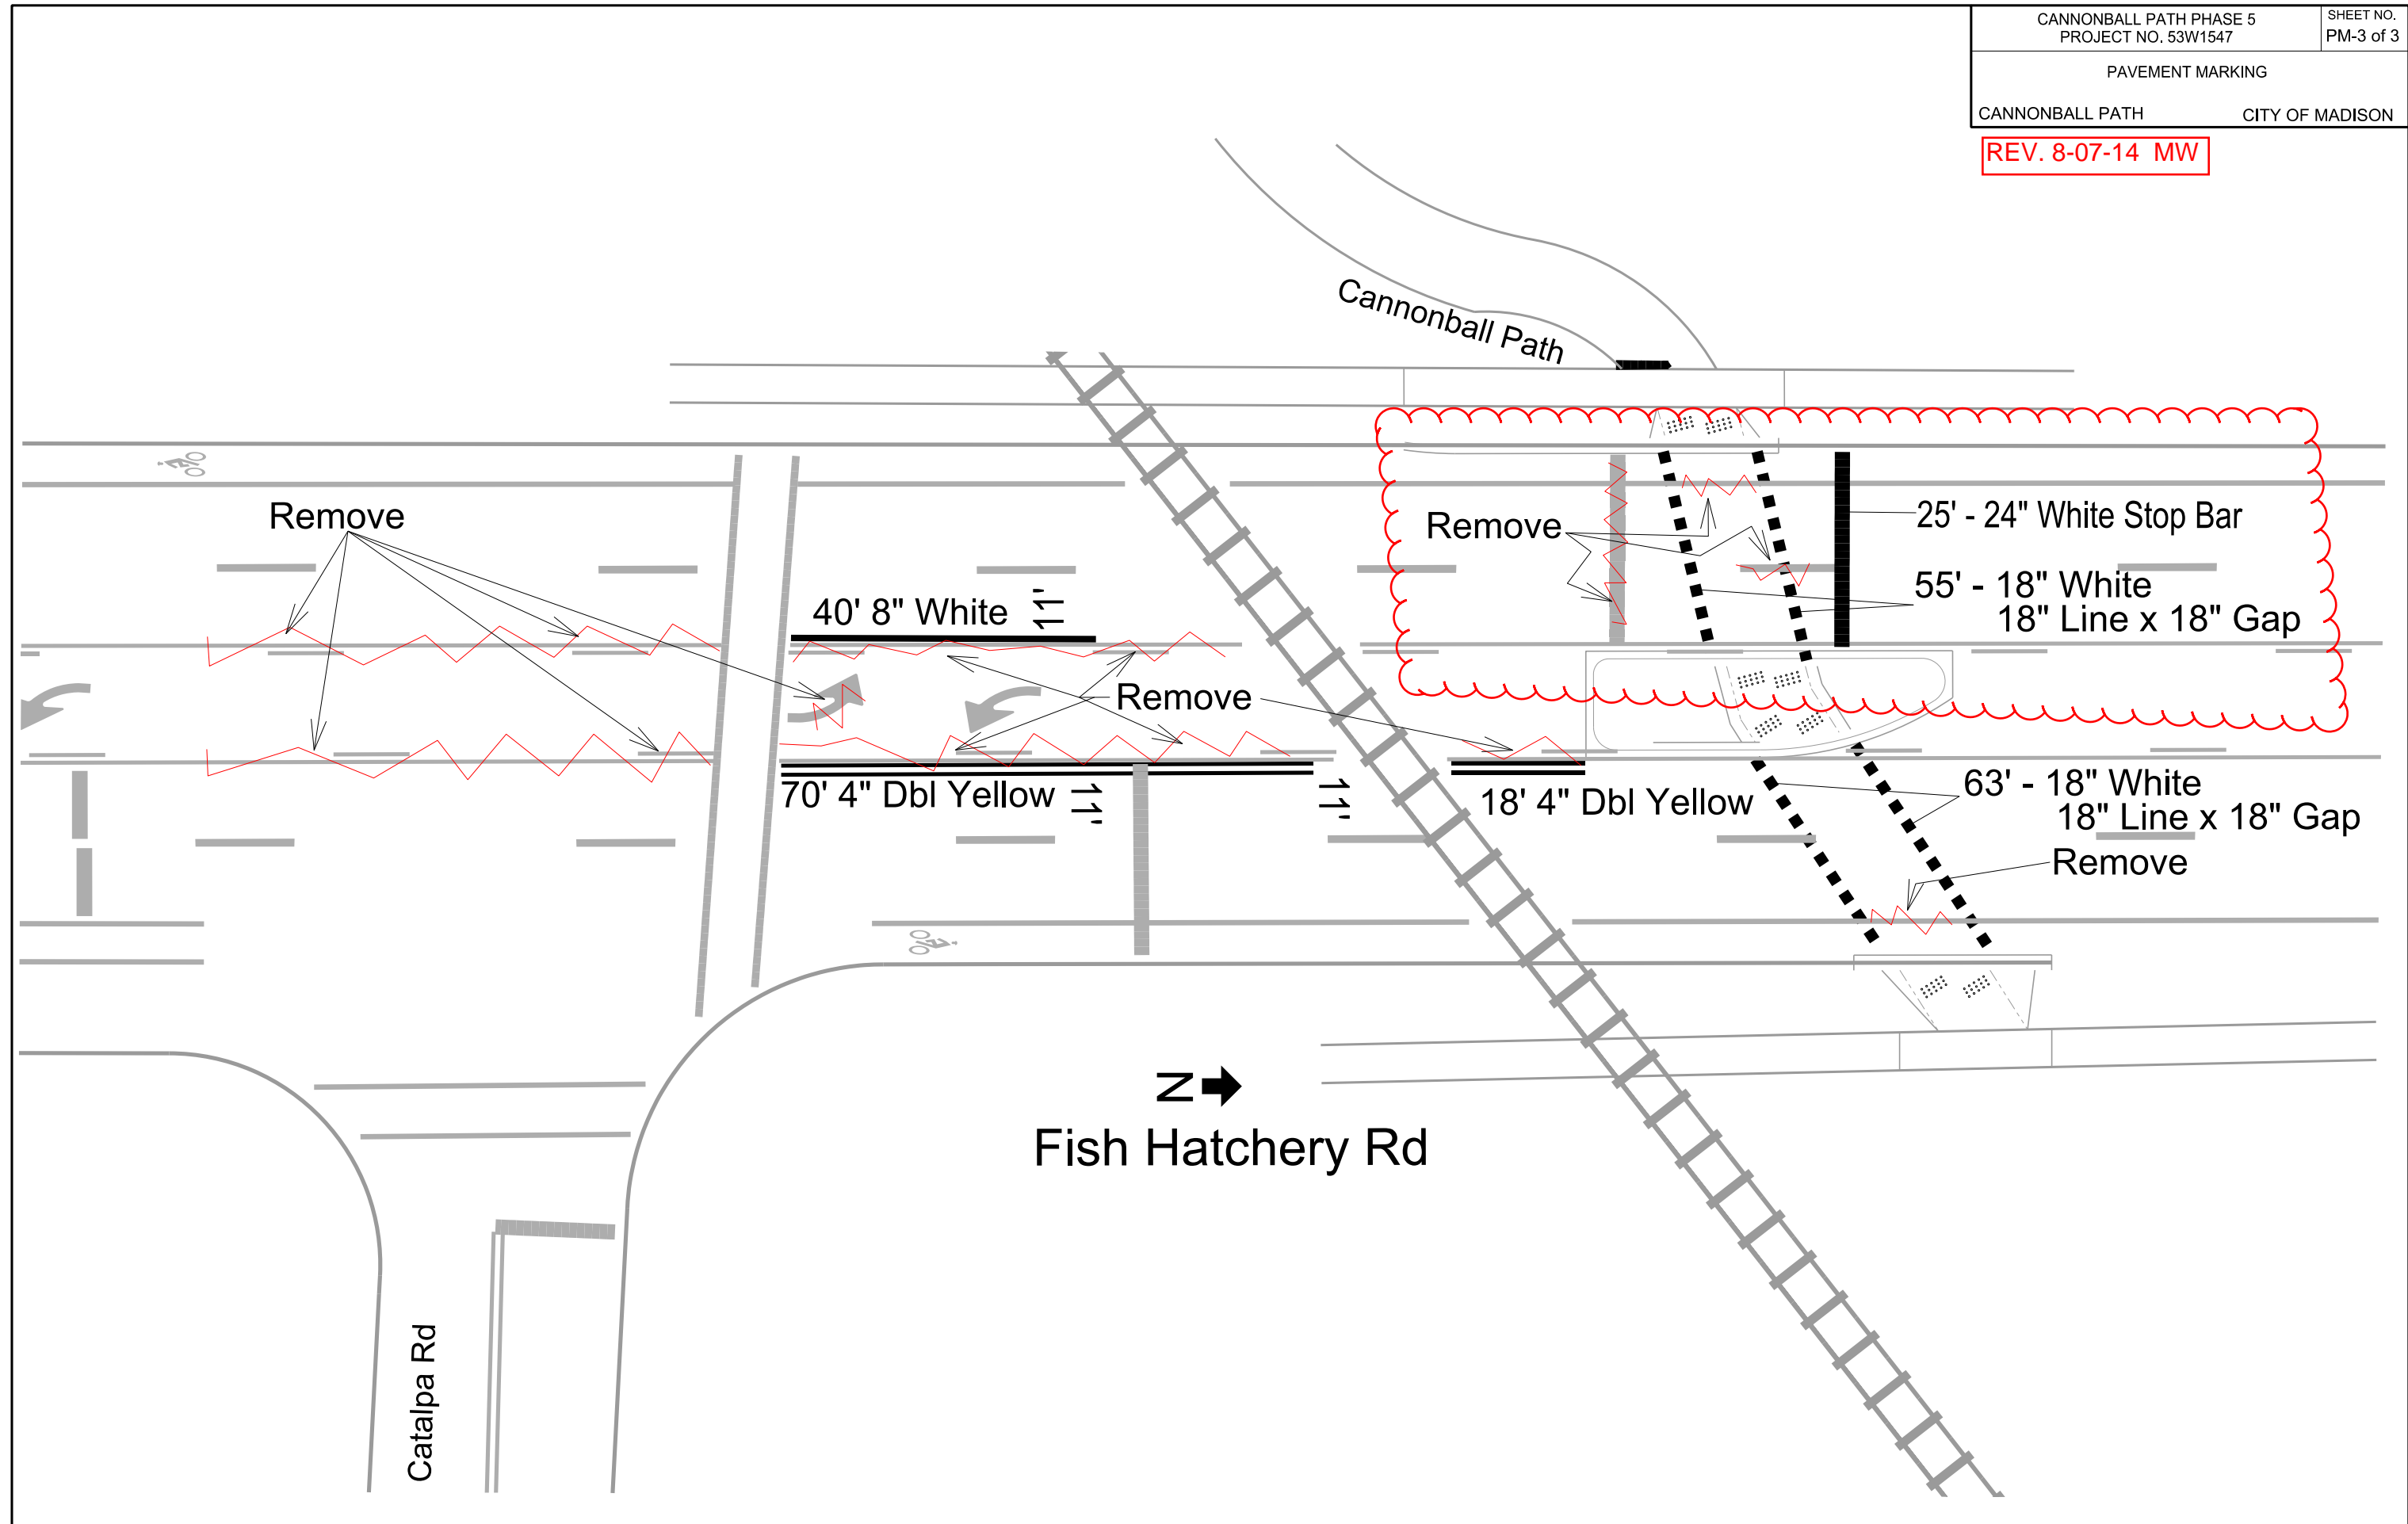 CANNONBALL PATH PHASE 5
PROJECT NO. 53W1547
SHEET NO.
PM-3 of 3
PAVEMENT MARKING
CANNONBALL PATH
CITY OF MADISON
REV. 8-07-14 MW
Cannonball Path
Remove
Remove
25' - 24" White Stop Bar
55' - 18" White
18" Line x 18" Gap
40' 8" White
11'
Remove
70' 4" Dbl Yellow
11'
11'
18' 4" Dbl Yellow
63' - 18" White
18" Line x 18" Gap
Remove
N
Fish Hatchery Rd
Catalpa Rd